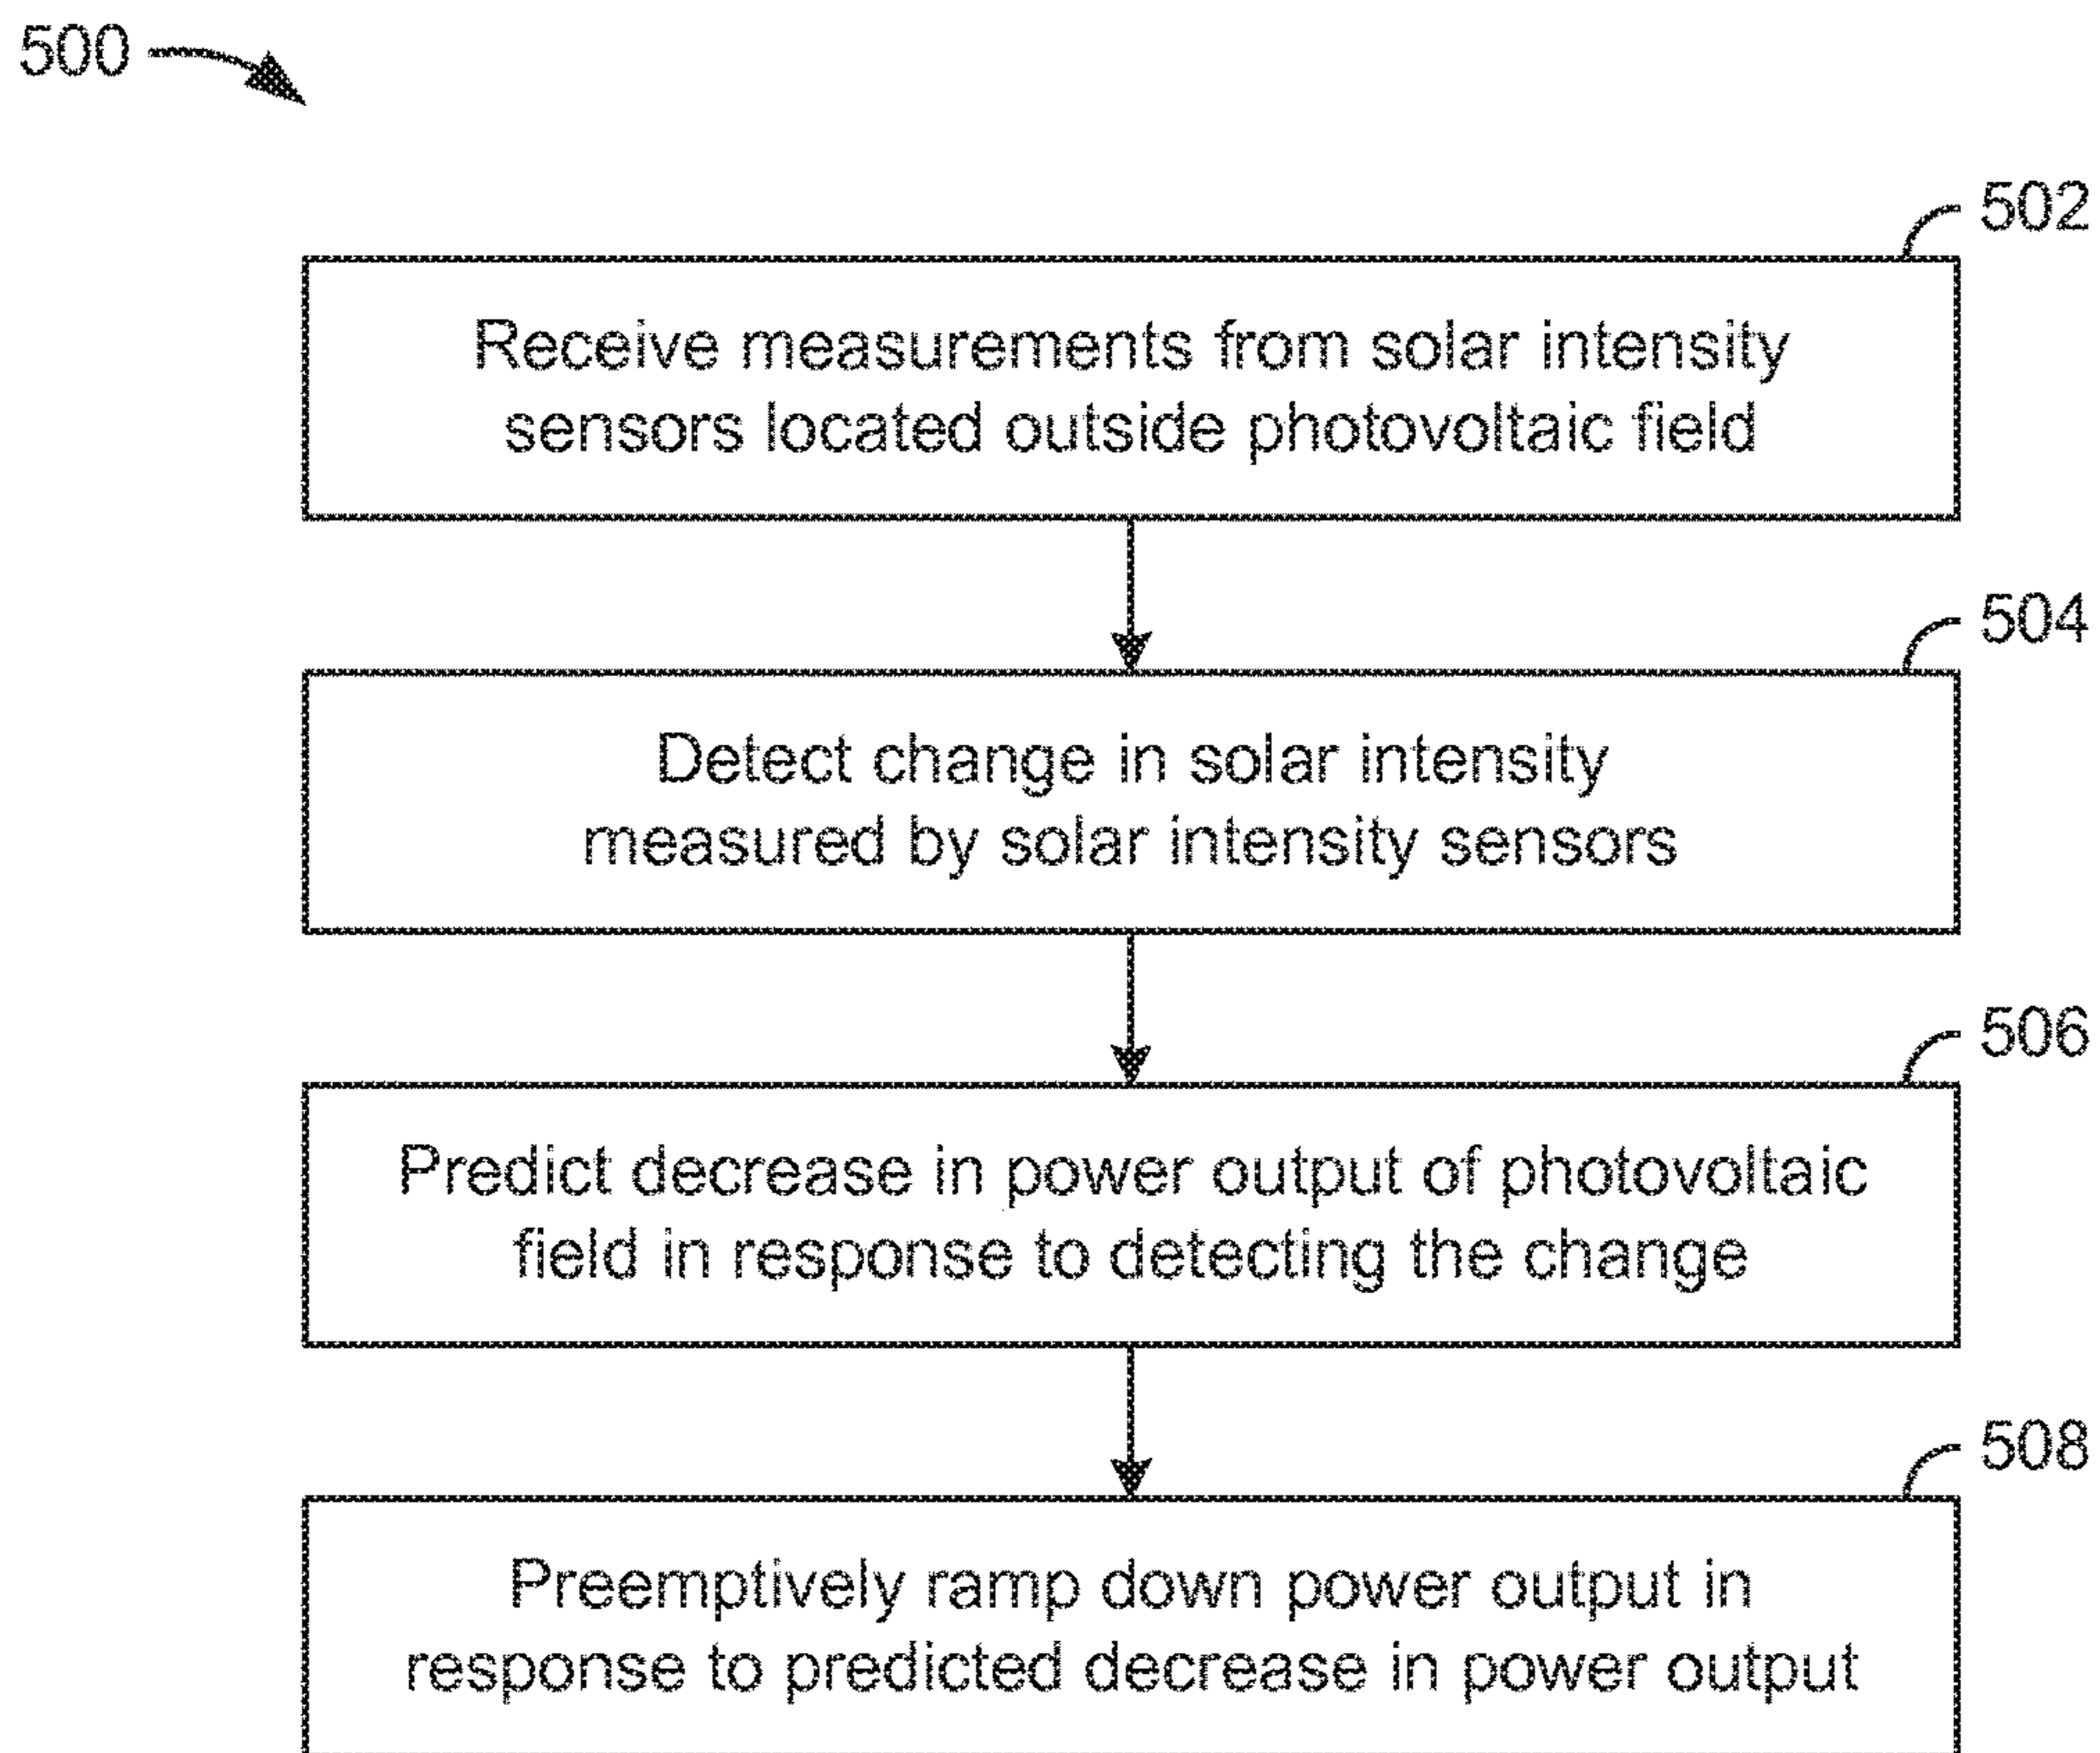 500
502
Receive measurements from solar intensity
sensors located outside photovoltaic field
504
Detect change in solar intensity
measured by solar intensity sensors
506
Predict decrease in power output of photovoltaic
field in response to detecting the change
508
Preemptively ramp down power output in
response to predicted decrease in power output